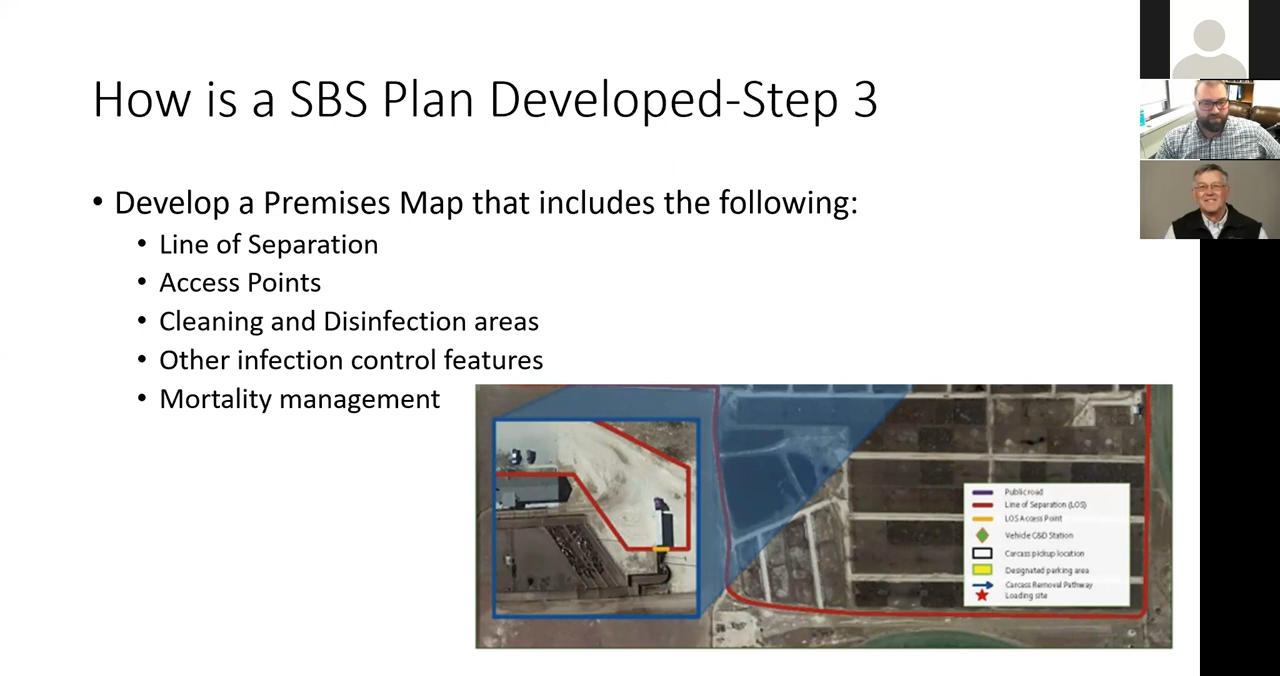 How is a SBS Plan Developed-Step 3
• Develop a Premises Map that includes the following:
• Line of Separation
• Access Points
• Cleaning and Disinfection areas
• Other infection control features
• Mortality management
Public road
Line of Separation (LOS)
LOS Access Point
Vehicle C&D Station
Carcass pickup location
Designated parking area
Carcass Removal Pathway
Loading site